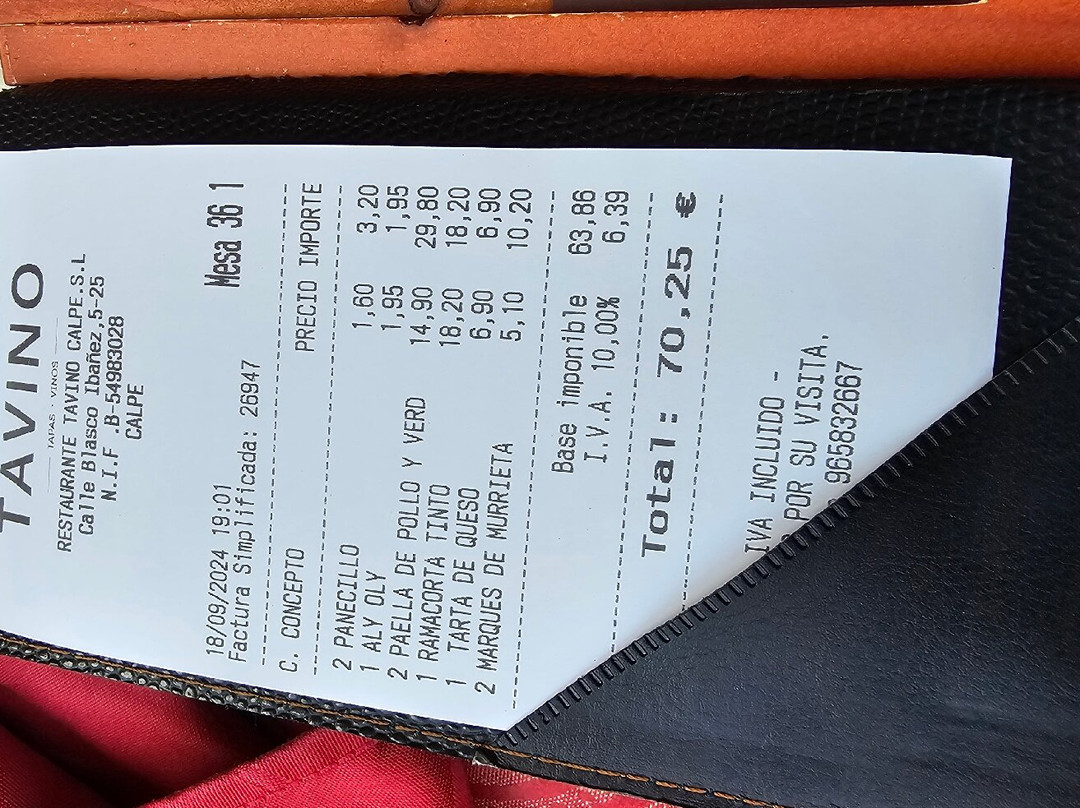 TAVINO
TAPAS · VINOS
RESTAURANTE TAVINO CALPE.S.L
Calle Blasco Ibañez,5-25
N.I.F .B-54983028
CALPE
Mesa 36 1
18/09/2024 19:01
Factura Simplificada: 26947
C. CONCEPTO PRECIO IMPORTE
2 PANECILLO 1,60 3,20
1 ALY OLY 1,95 1,95
2 PAELLA DE POLLO Y VERD 14,90 29,80
1 RAMACORTA TINTO 18,20 18,20
1 TARTA DE QUESO 6,90 6,90
2 MARQUES DE MURRIETA 5,10 10,20
Base imponible 63,86
I.V.A. 10,00% 6,39
Total: 70,25 €
IVA INCLUIDO -
POR SU VISITA.
965832667